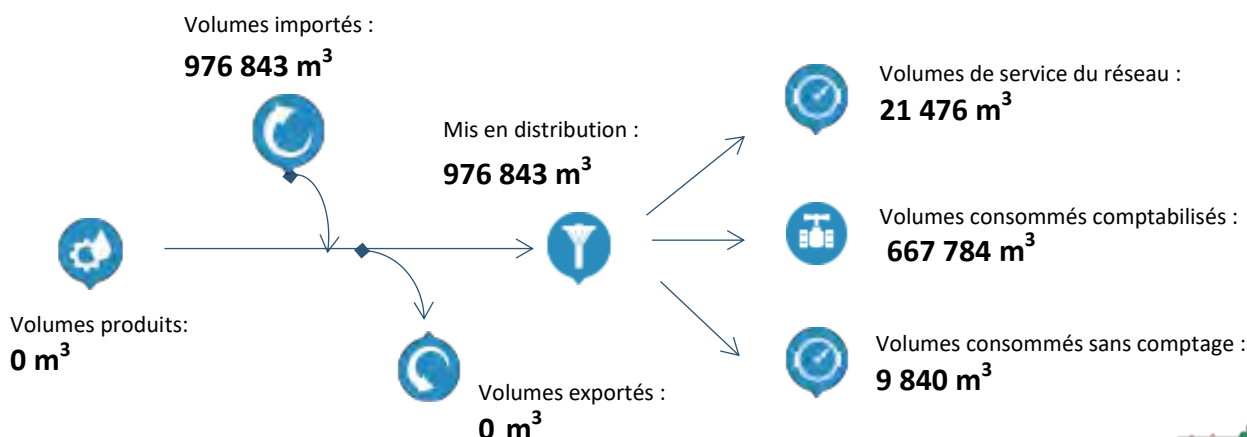 Volumes importés :
976 843 m³
Volumes de service du réseau :
21 476 m³
Mis en distribution :
976 843 m³
Volumes consommés comptabilisés :
667 784 m³
Volumes produits:
0 m³
Volumes consommés sans comptage :
9 840 m³
Volumes exportés :
0 m³